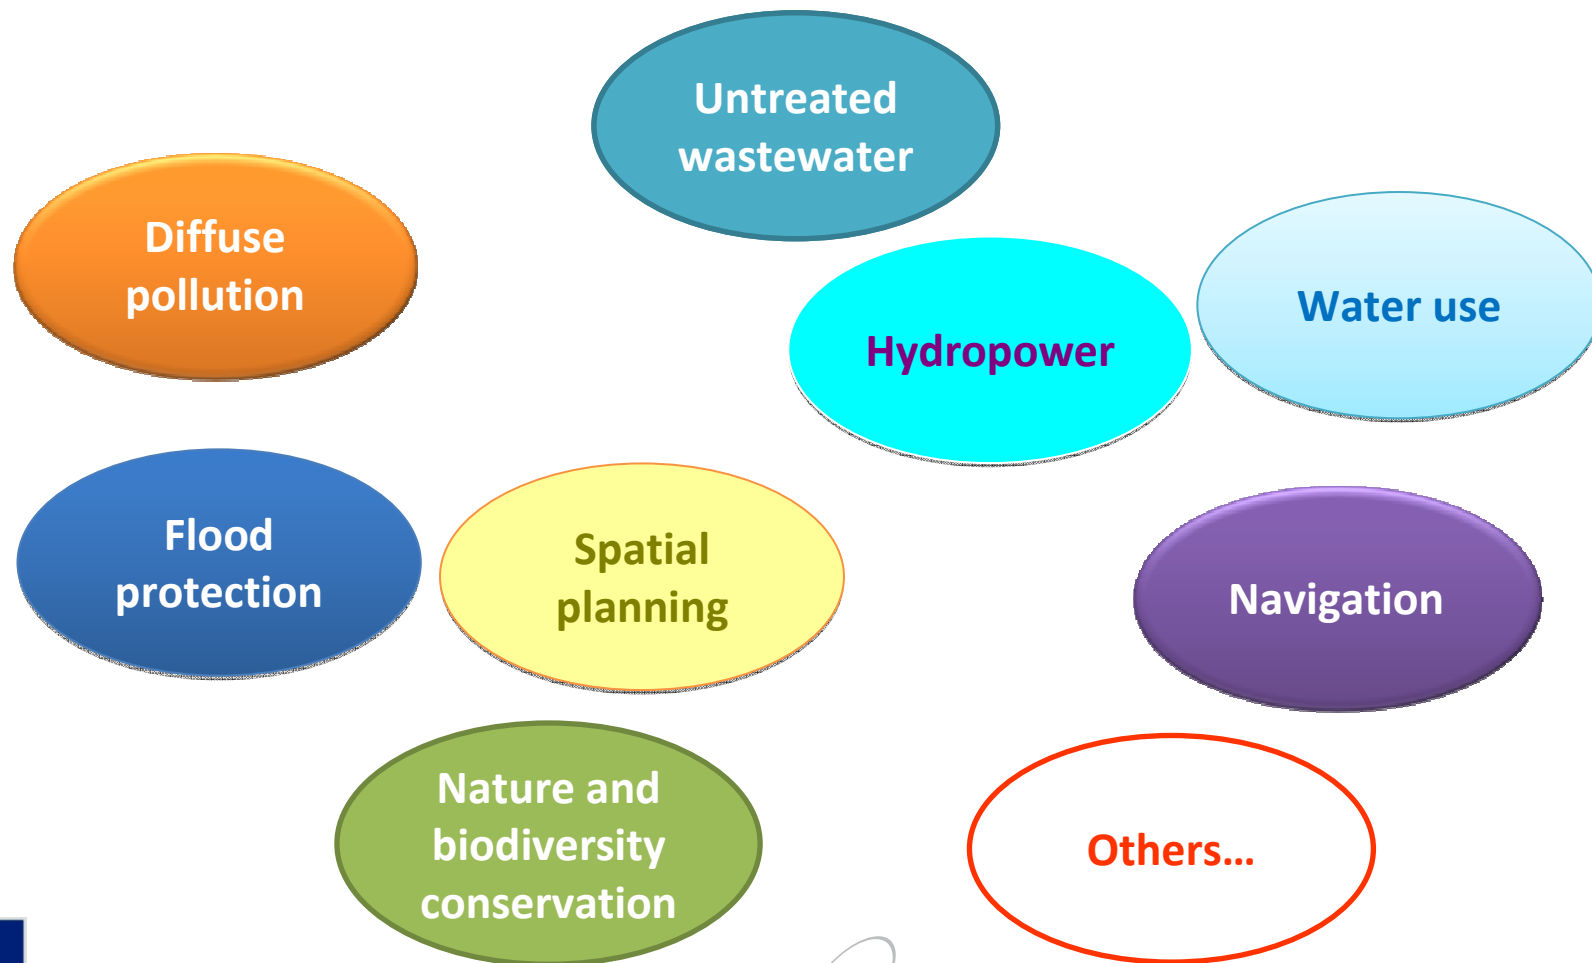 Untreated
wastewater
Diffuse
pollution
Water use
Hydropower
Flood
protection
Spatial
planning
Navigation
Nature and
biodiversity
conservation
Others...